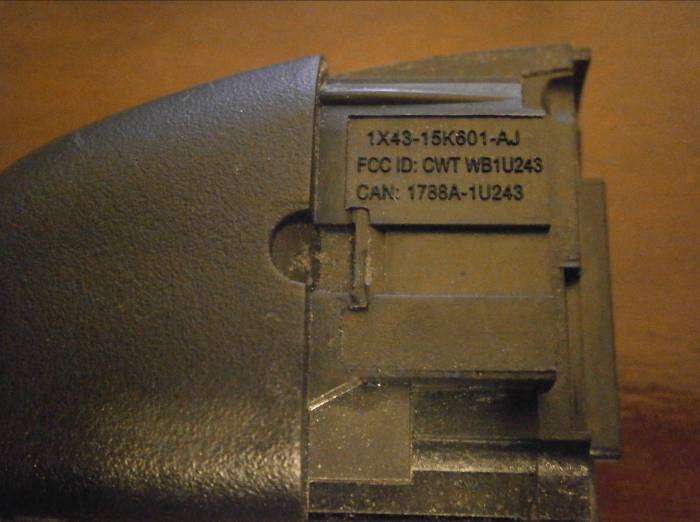 1X43-15K601-AJ
FCC ID: CWT WB1U243
CAN: 1788A-1U243